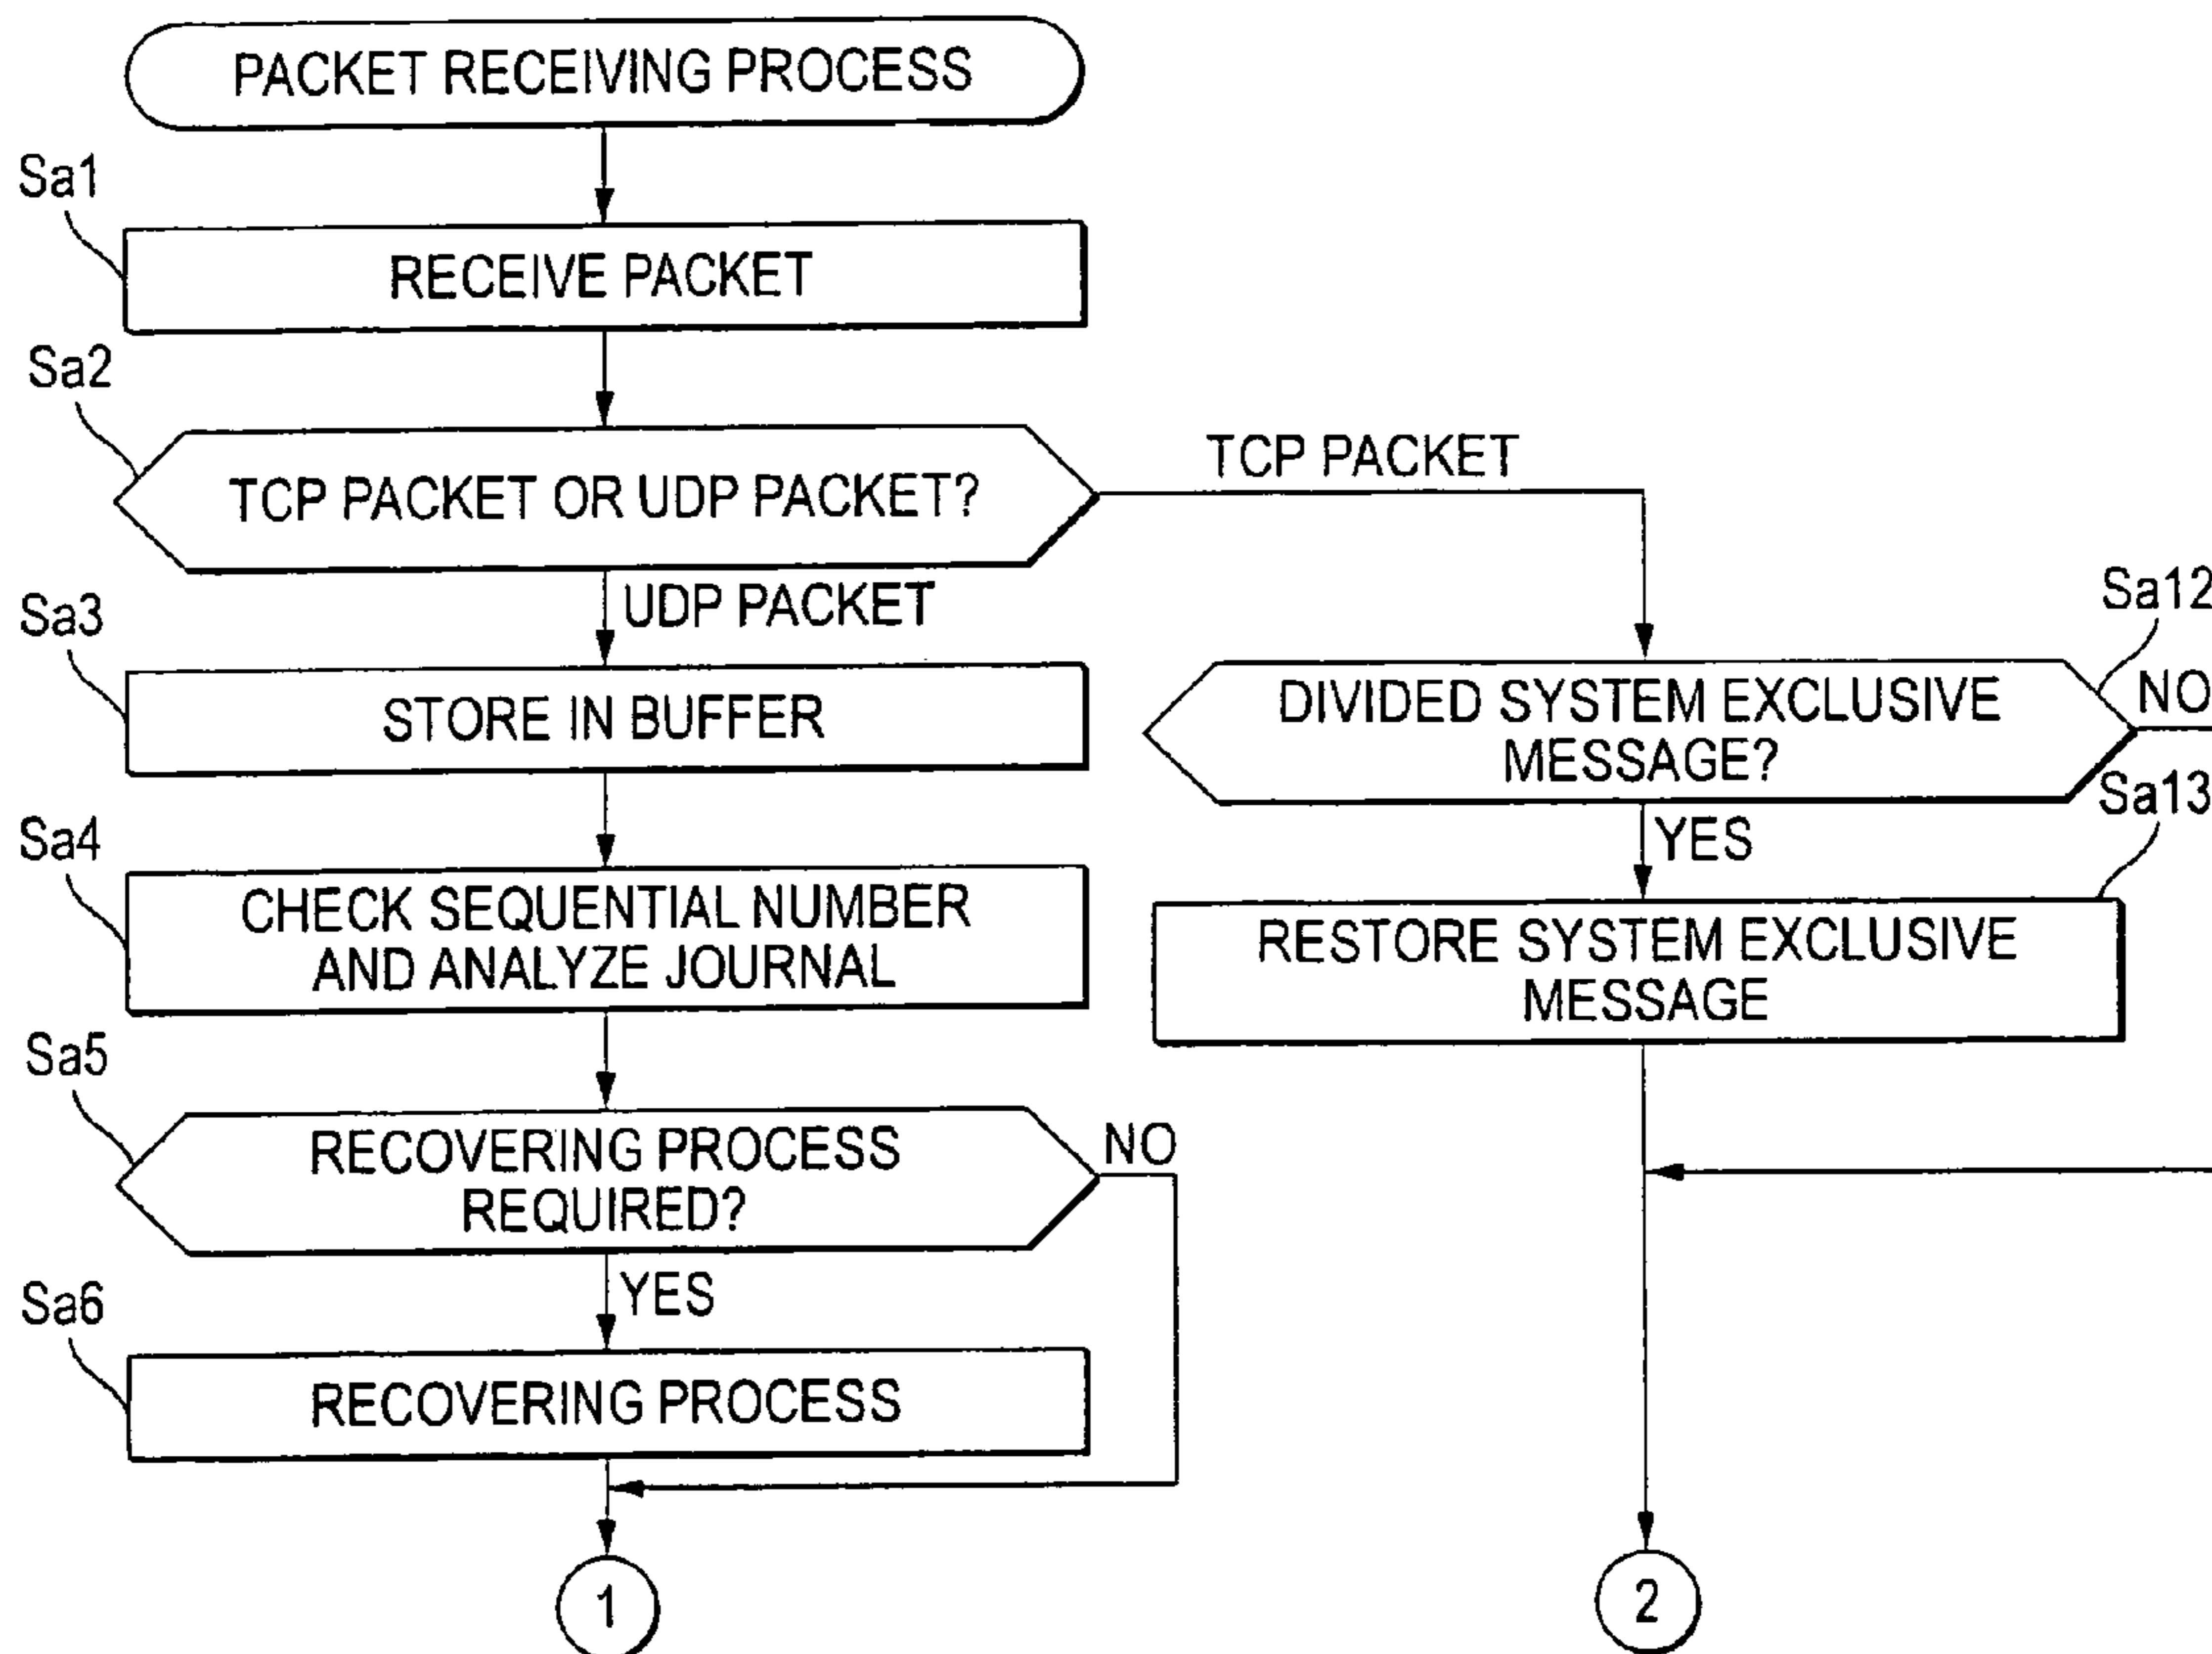 PACKET RECEIVING PROCESS
Sa1
RECEIVE PACKET
Sa2
TCP PACKET OR UDP PACKET?
TCP PACKET
UDP PACKET
Sa3
STORE IN BUFFER
Sa4
CHECK SEQUENTIAL NUMBER
AND ANALYZE JOURNAL
Sa5
RECOVERING PROCESS
REQUIRED?
NO
YES
Sa6
RECOVERING PROCESS
1
Sa12
DIVIDED SYSTEM EXCLUSIVE
MESSAGE?
NO
YES
Sa13
RESTORE SYSTEM EXCLUSIVE
MESSAGE
2